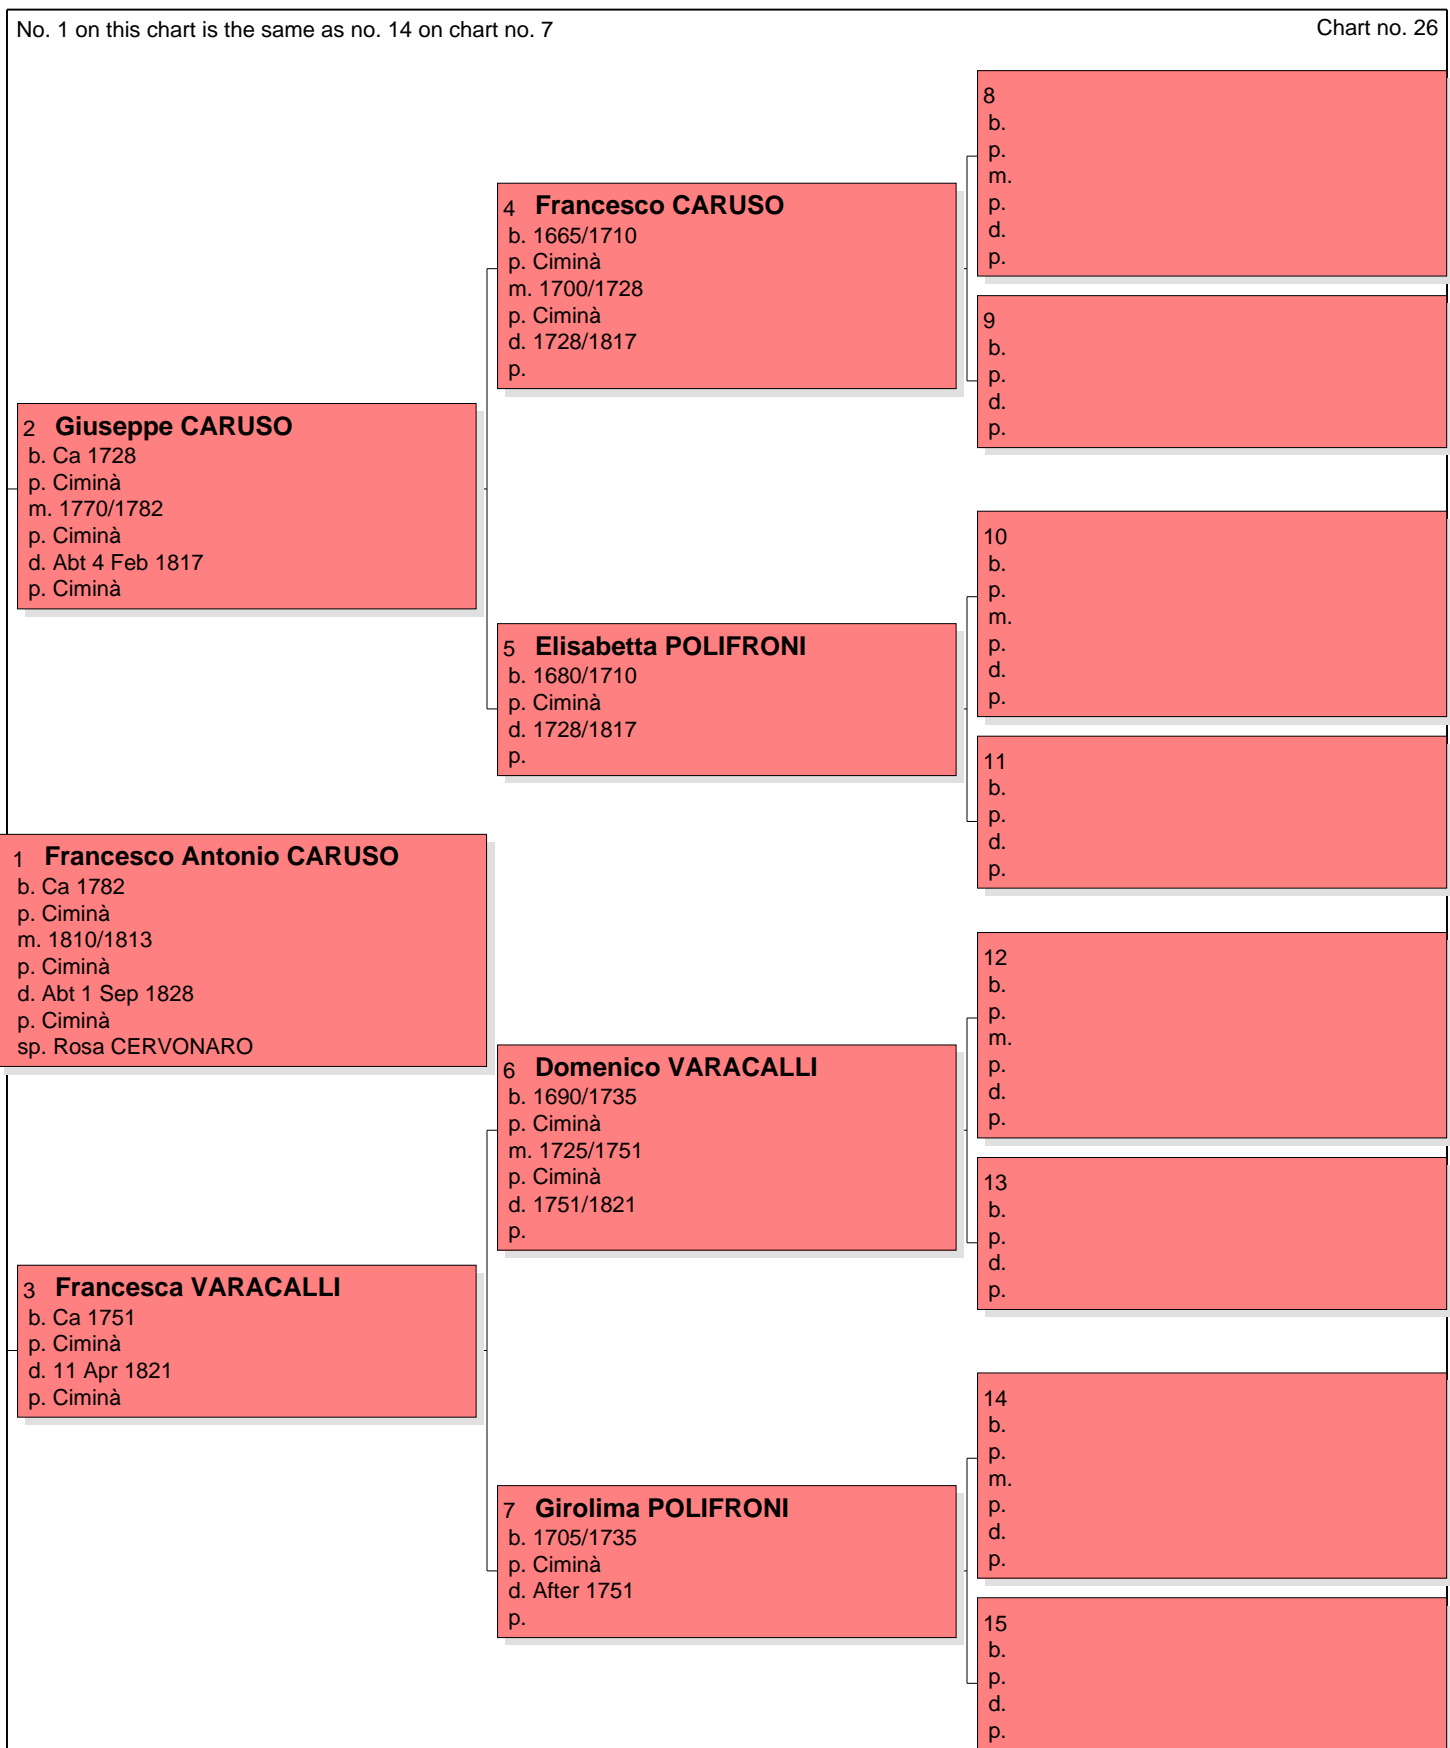 No. 1 on this chart is the same as no. 14 on chart no. 7
Chart no. 26
8
b.
p.
m.
p.
d.
p.
4 Francesco CARUSO
b. 1665/1710
p. Ciminà
m. 1700/1728
p. Ciminà
d. 1728/1817
p.
9
b.
p.
d.
p.
2 Giuseppe CARUSO
b. Ca 1728
p. Ciminà
m. 1770/1782
p. Ciminà
d. Abt 4 Feb 1817
p. Ciminà
10
b.
p.
m.
p.
d.
p.
5 Elisabetta POLIFRONI
b. 1680/1710
p. Ciminà
d. 1728/1817
p.
11
b.
p.
d.
p.
1 Francesco Antonio CARUSO
b. Ca 1782
p. Ciminà
m. 1810/1813
p. Ciminà
d. Abt 1 Sep 1828
p. Ciminà
sp. Rosa CERVONARO
12
b.
p.
m.
p.
d.
p.
6 Domenico VARACALLI
b. 1690/1735
p. Ciminà
m. 1725/1751
p. Ciminà
d. 1751/1821
p.
13
b.
p.
d.
p.
3 Francesca VARACALLI
b. Ca 1751
p. Ciminà
d. 11 Apr 1821
p. Ciminà
14
b.
p.
m.
p.
d.
p.
7 Girolima POLIFRONI
b. 1705/1735
p. Ciminà
d. After 1751
p.
15
b.
p.
d.
p.